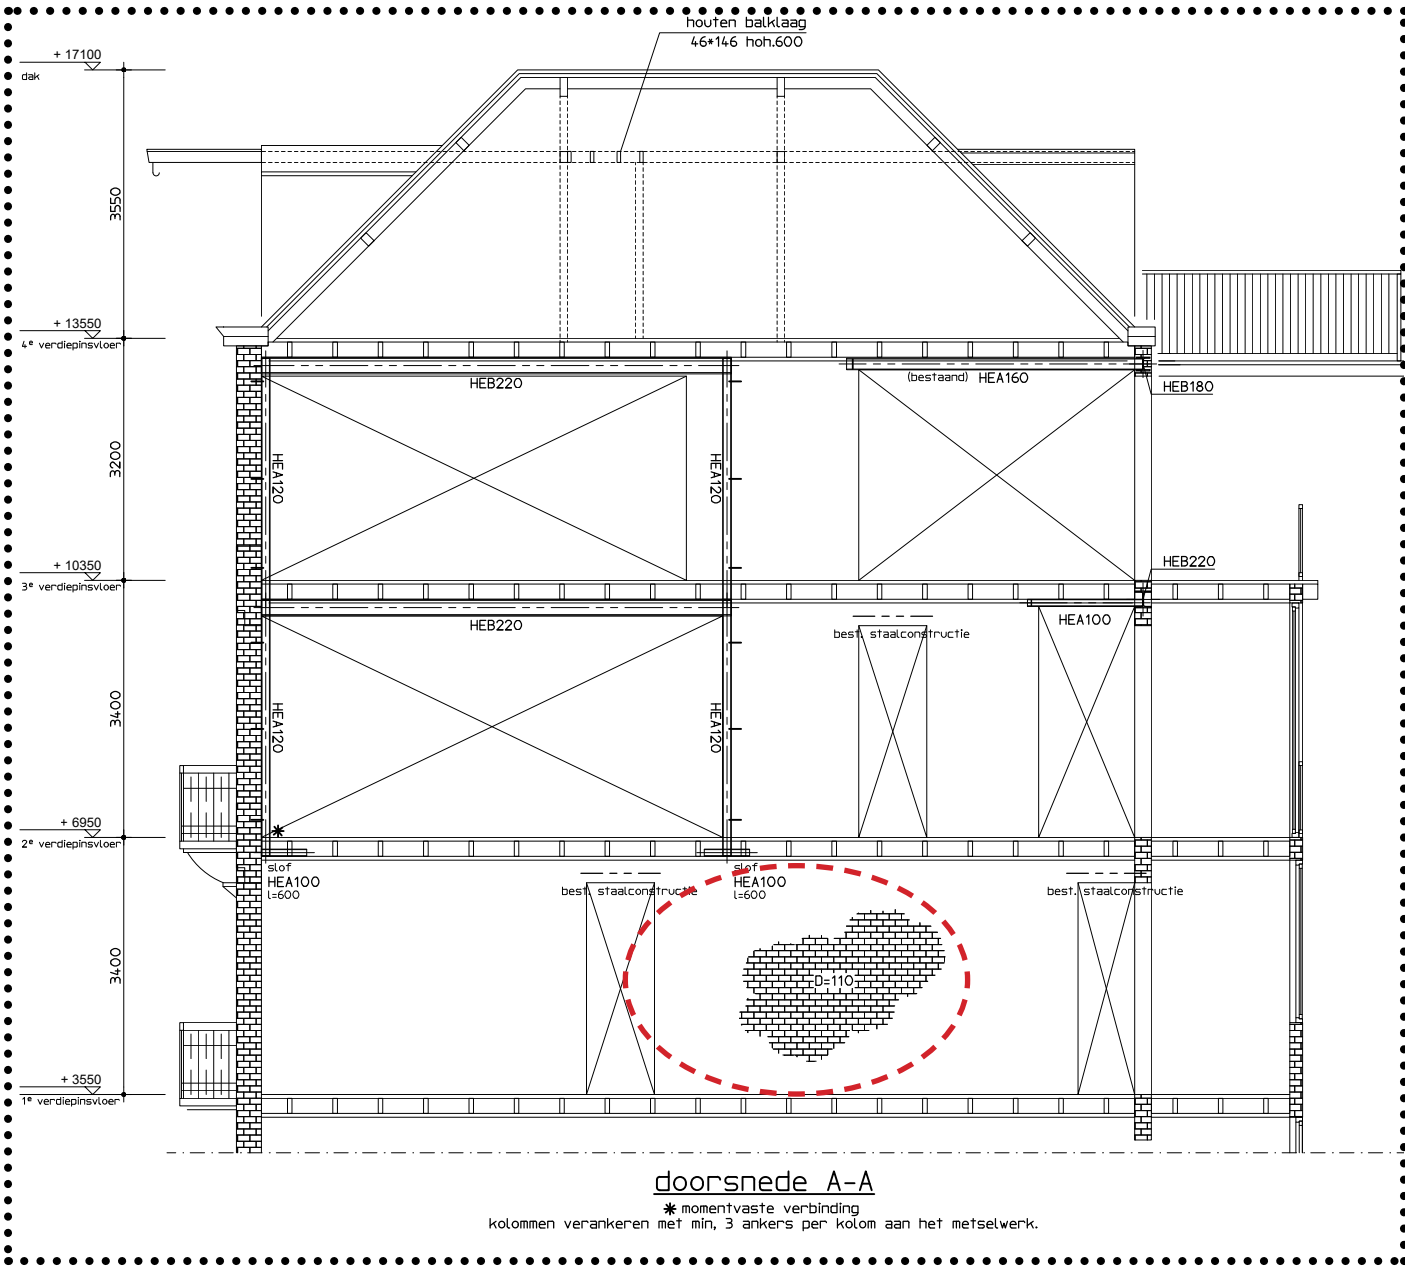 houten balklaag
46*146 hoh.600
+ 17100
dak
3550
+ 13550
4e verdiepinsvloer
HEB220
(bestaand) HEA160
HEB180
3200
HEA120
HEA120
+ 10350
3e verdiepinsvloer
HEB220
HEB220
HEA100
best. staalconstructie
3400
HEA120
HEA120
+ 6950
2e verdiepinsvloer
slof
HEA100
l=600
slof
HEA100
l=600
best. staalconstructie
best. staalconstructie
3400
D=110
+ 3550
1e verdiepinsvloer
doorsnede A-A
* momentvaste verbinding
kolommen verankeren met min, 3 ankers per kolom aan het metselwerk.